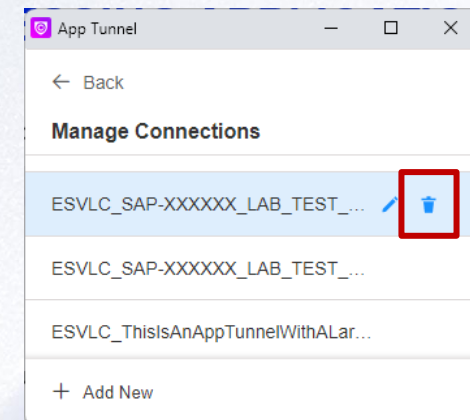 App Tunnel
Back
Manage Connections
ESVLC_SAP-XXXXXX_LAB_TEST_...
ESVLC_SAP-XXXXXX_LAB_TEST_...
ESVLC_ThisIsAnAppTunnelWithALar...
+ Add New